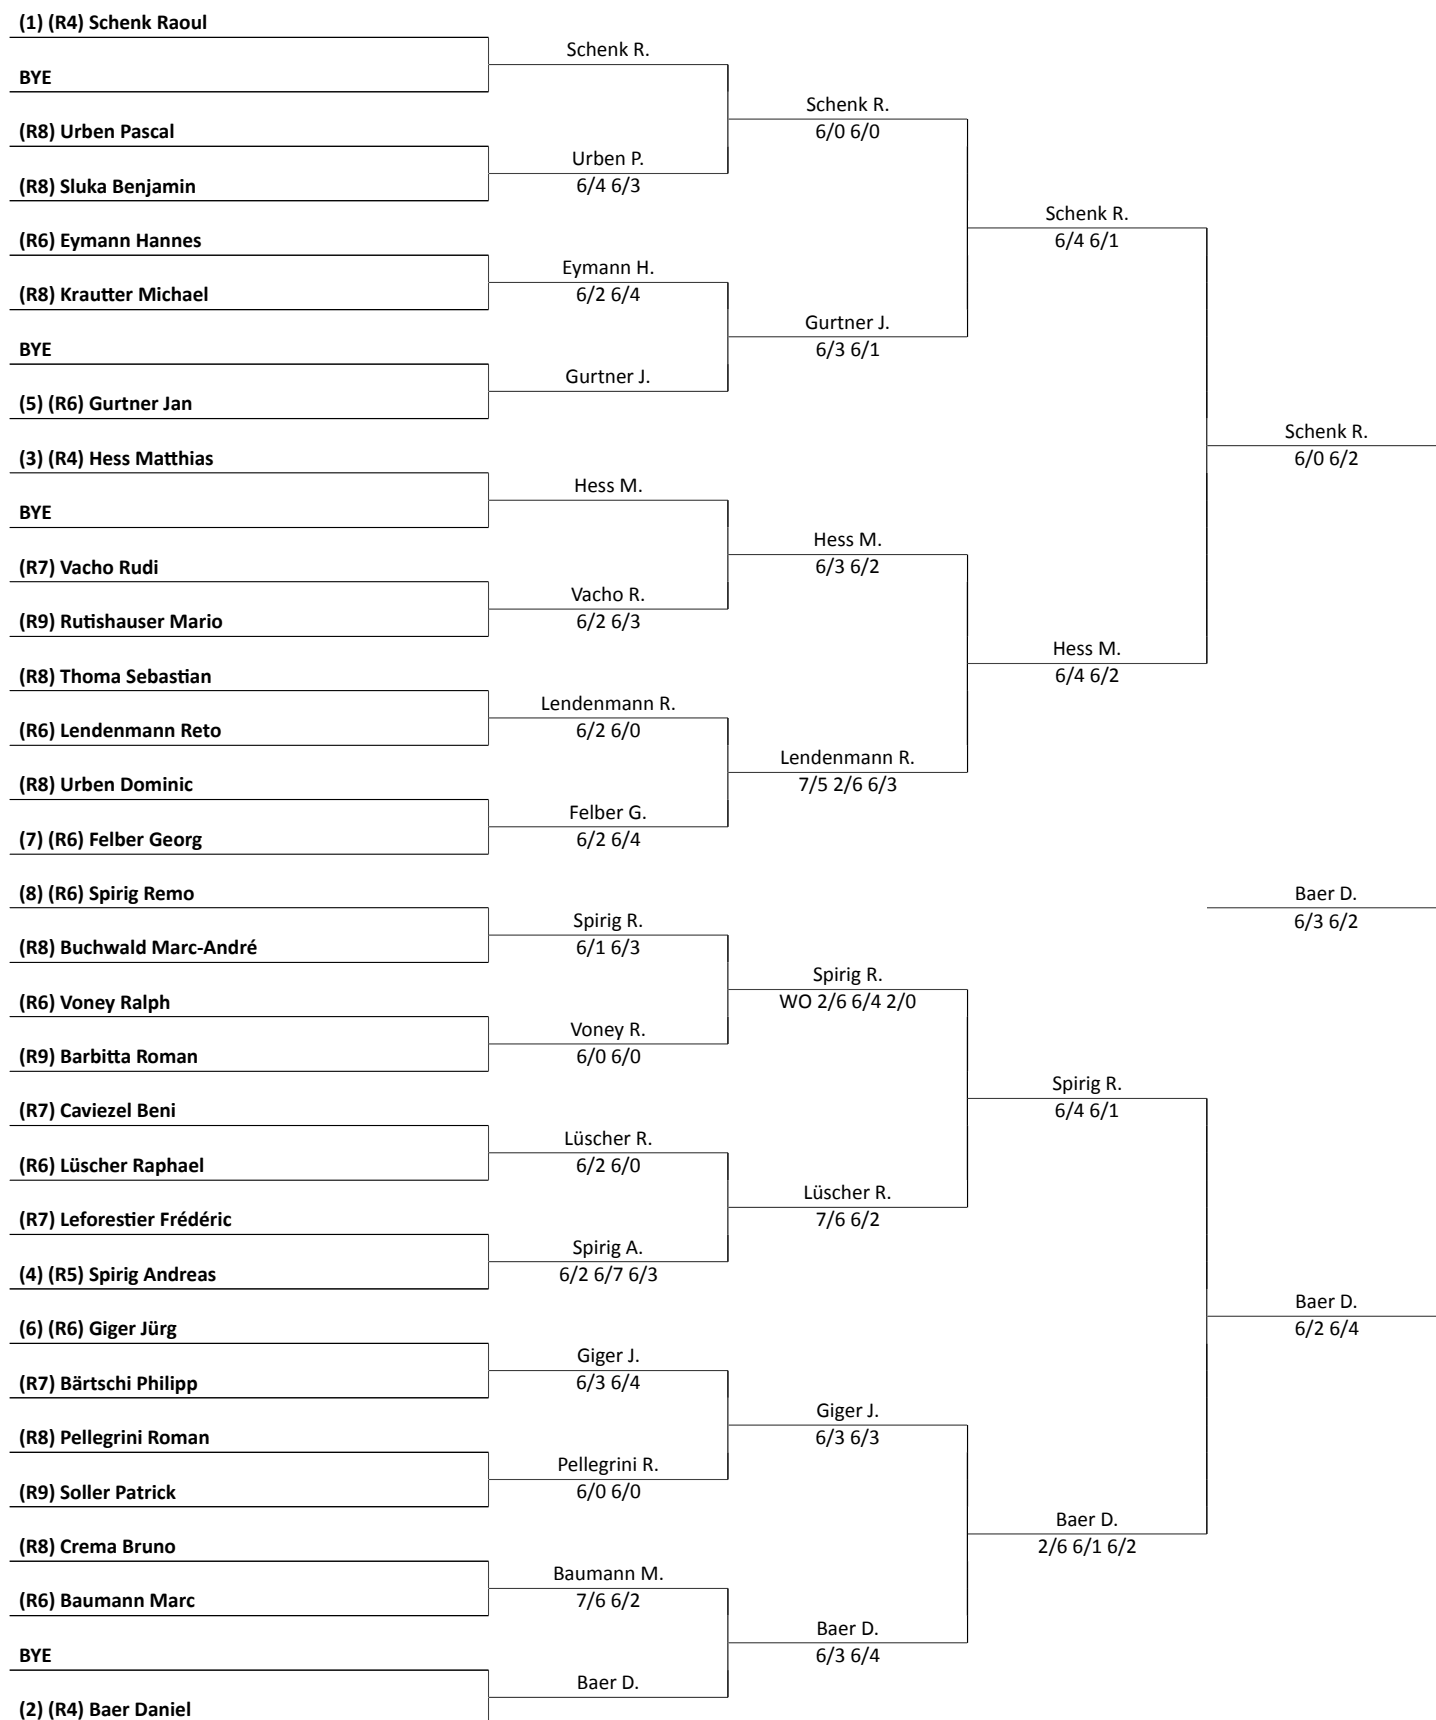 (1) (R4) Schenk Raoul
Schenk R.
BYE
Schenk R.
6/0 6/0
(R8) Urben Pascal
Urben P.
6/4 6/3
(R8) Sluka Benjamin
Schenk R.
6/4 6/1
(R6) Eymann Hannes
Eymann H.
6/2 6/4
(R8) Krautter Michael
Gurtner J.
6/3 6/1
BYE
Gurtner J.
(5) (R6) Gurtner Jan
Schenk R.
6/0 6/2
(3) (R4) Hess Matthias
Hess M.
BYE
Hess M.
6/3 6/2
(R7) Vacho Rudi
Vacho R.
6/2 6/3
(R9) Rutishauser Mario
Hess M.
6/4 6/2
(R8) Thoma Sebastian
Lendenmann R.
6/2 6/0
(R6) Lendenmann Reto
Lendenmann R.
7/5 2/6 6/3
(R8) Urben Dominic
Felber G.
6/2 6/4
(7) (R6) Felber Georg
(8) (R6) Spirig Remo
Baer D.
6/3 6/2
Spirig R.
6/1 6/3
(R8) Buchwald Marc-André
Spirig R.
WO 2/6 6/4 2/0
(R6) Voney Ralph
Voney R.
6/0 6/0
(R9) Barbitta Roman
Spirig R.
6/4 6/1
(R7) Caviezel Beni
Lüscher R.
6/2 6/0
(R6) Lüscher Raphael
Lüscher R.
7/6 6/2
(R7) Leforestier Frédéric
Spirig A.
6/2 6/7 6/3
(4) (R5) Spirig Andreas
Baer D.
6/2 6/4
(6) (R6) Giger Jürg
Giger J.
6/3 6/4
(R7) Bärtschi Philipp
Giger J.
6/3 6/3
(R8) Pellegrini Roman
Pellegrini R.
6/0 6/0
(R9) Soller Patrick
Baer D.
2/6 6/1 6/2
(R8) Crema Bruno
Baumann M.
7/6 6/2
(R6) Baumann Marc
Baer D.
6/3 6/4
BYE
Baer D.
(2) (R4) Baer Daniel